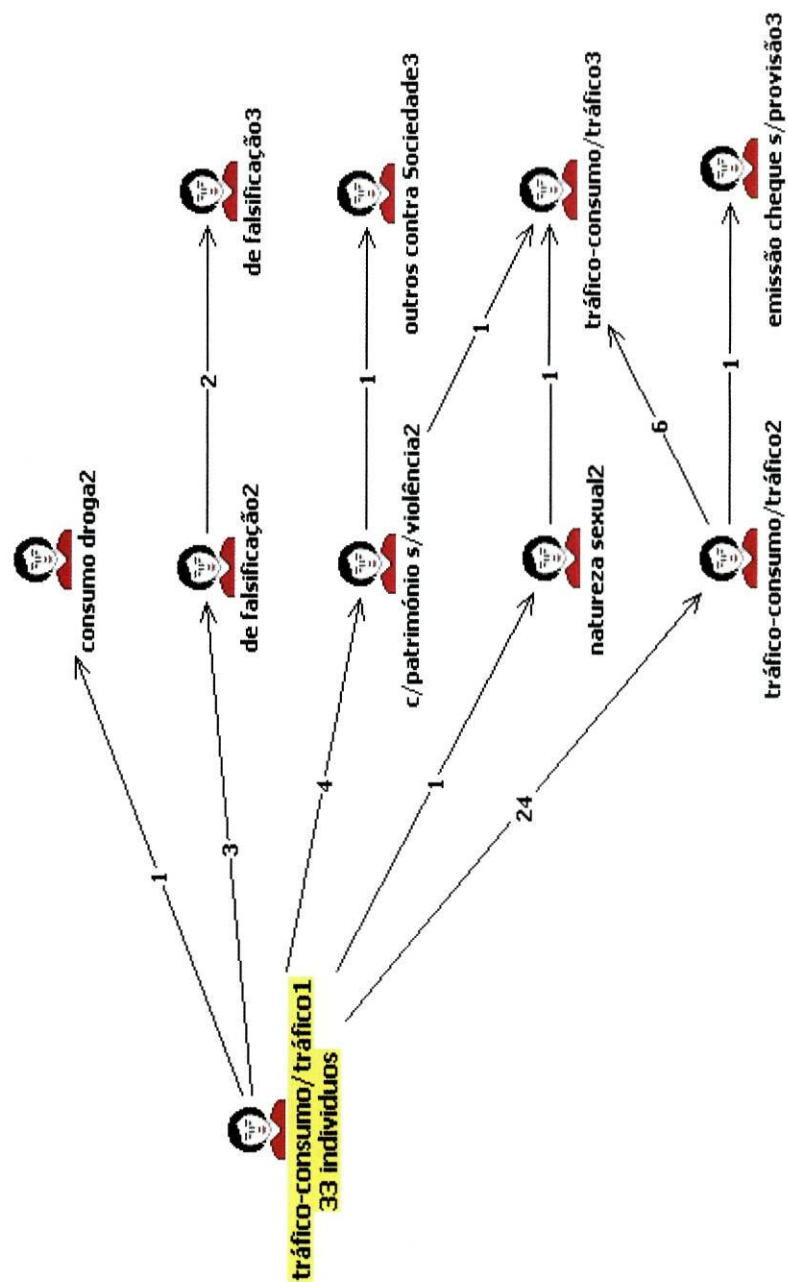 consumo droga2
de falsificação3
1
2
de falsificação2
3
outros contra Sociedade3
1
c/património s/violência2
4
tráfico-consumo/tráfico1
33 individuos
1
tráfico-consumo/tráfico3
1
natureza sexual2
1
6
24
emissão cheque s/provisão3
1
tráfico-consumo/tráfico2